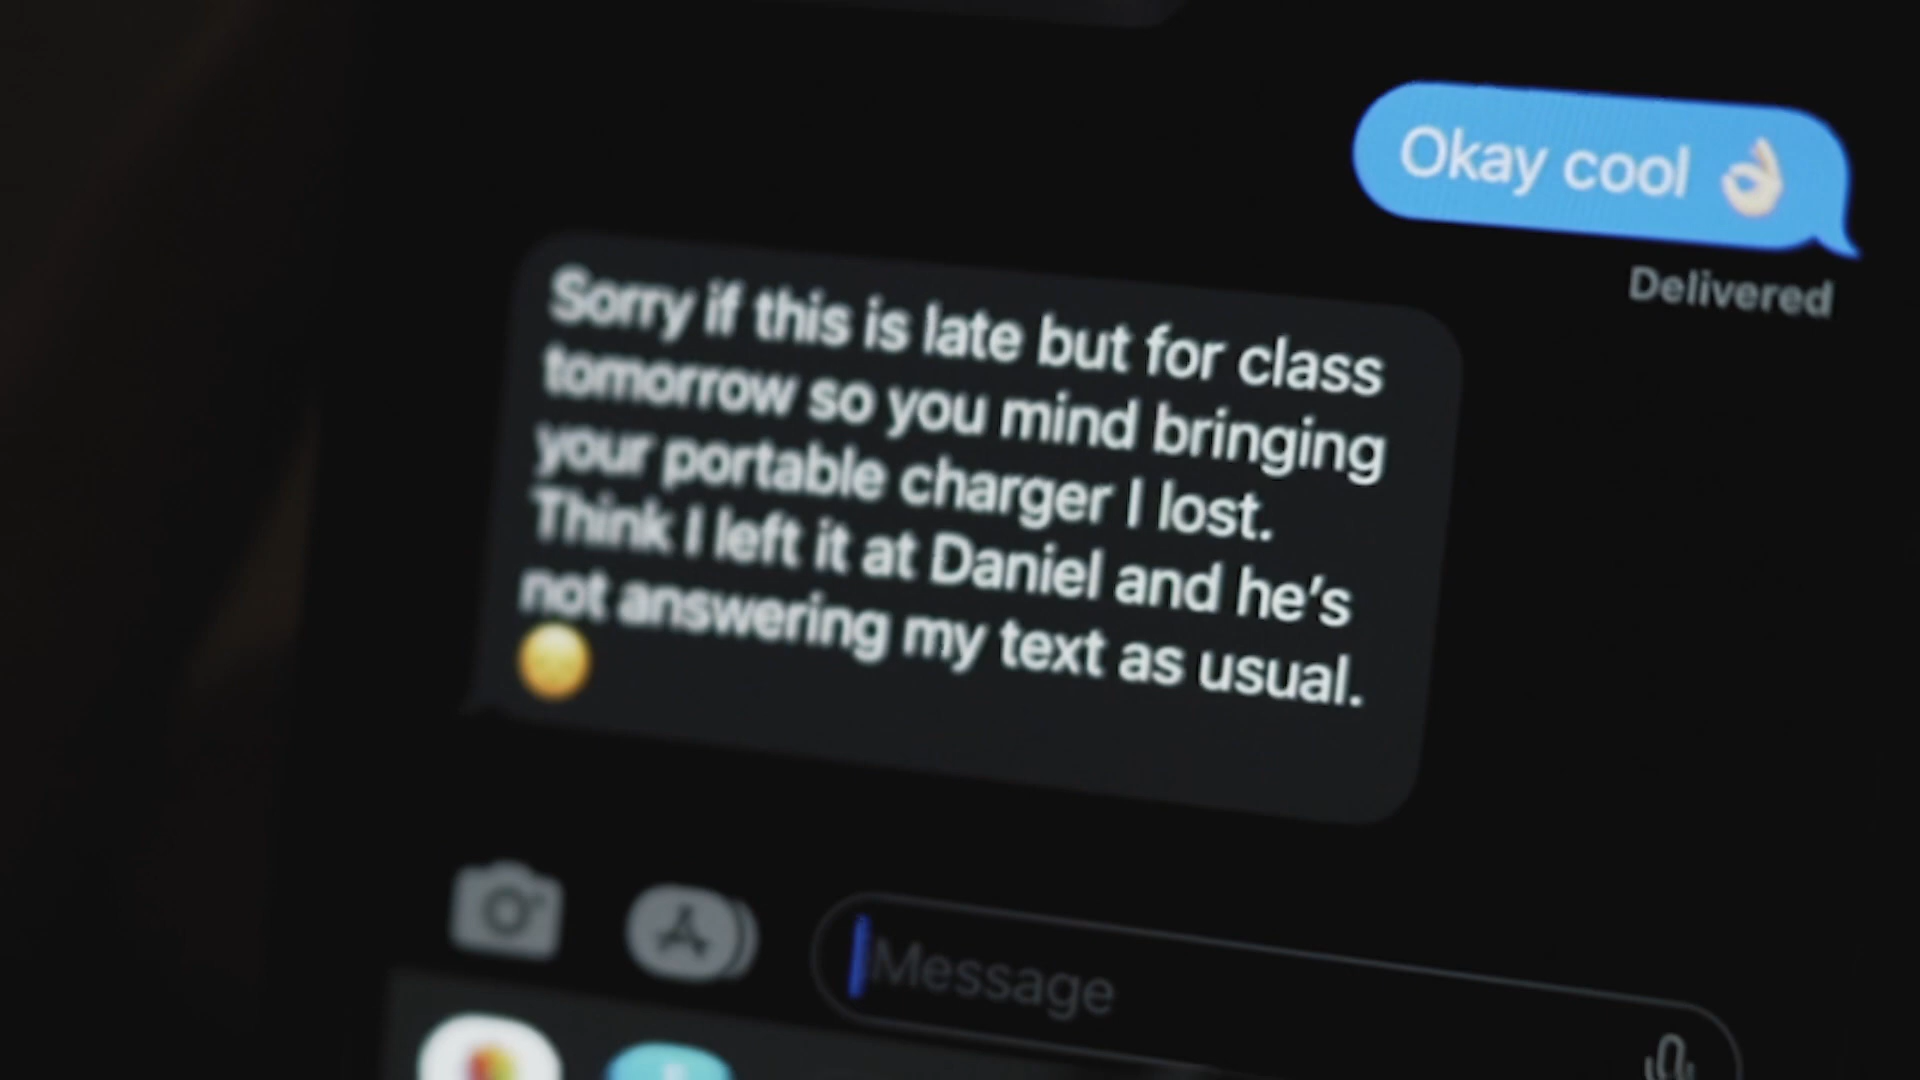 Okay cool 👌🏻
Delivered
Sorry if this is late but for class
tomorrow so you mind bringing
your portable charger I lost.
Think I left it at Daniel and he’s
not answering my text as usual.
Message